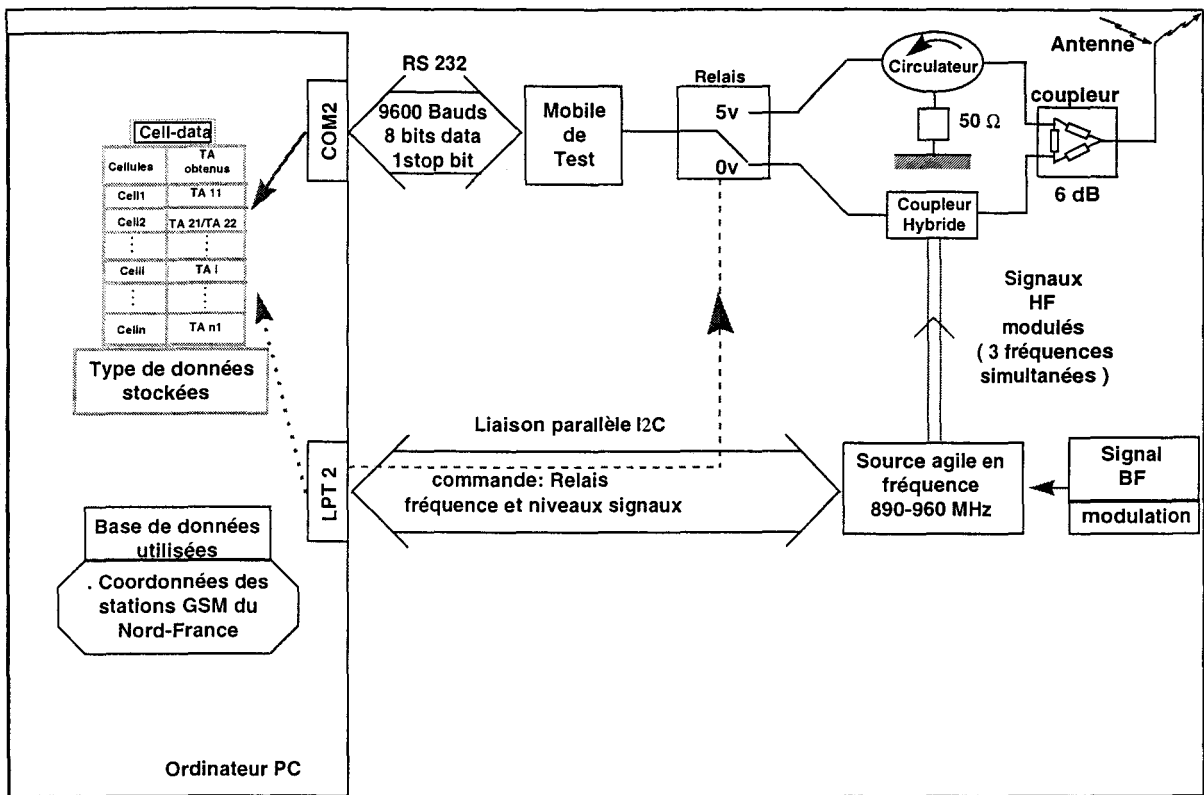 Cell-data
Cellules
TA
obtenus
Cell1
TA 11
Cell2
TA 21/TA 22
Celli
TA i
Celln
TA n1
Type de données
stockées
Base de données
utilisées
. Coordonnées des
stations GSM du
Nord-France
Ordinateur PC
COM2
LPT 2
RS 232
9600 Bauds
8 bits data
1stop bit
Mobile
de
Test
Relais
5v
0v
Circulateur
50 Ω
Antenne
coupleur
6 dB
Coupleur
Hybride
Signaux
HF
modulés
( 3 fréquences
simultanées )
Liaison parallèle I2C
commande: Relais
fréquence et niveaux signaux
Source agile en
fréquence
890-960 MHz
Signal
BF
modulation